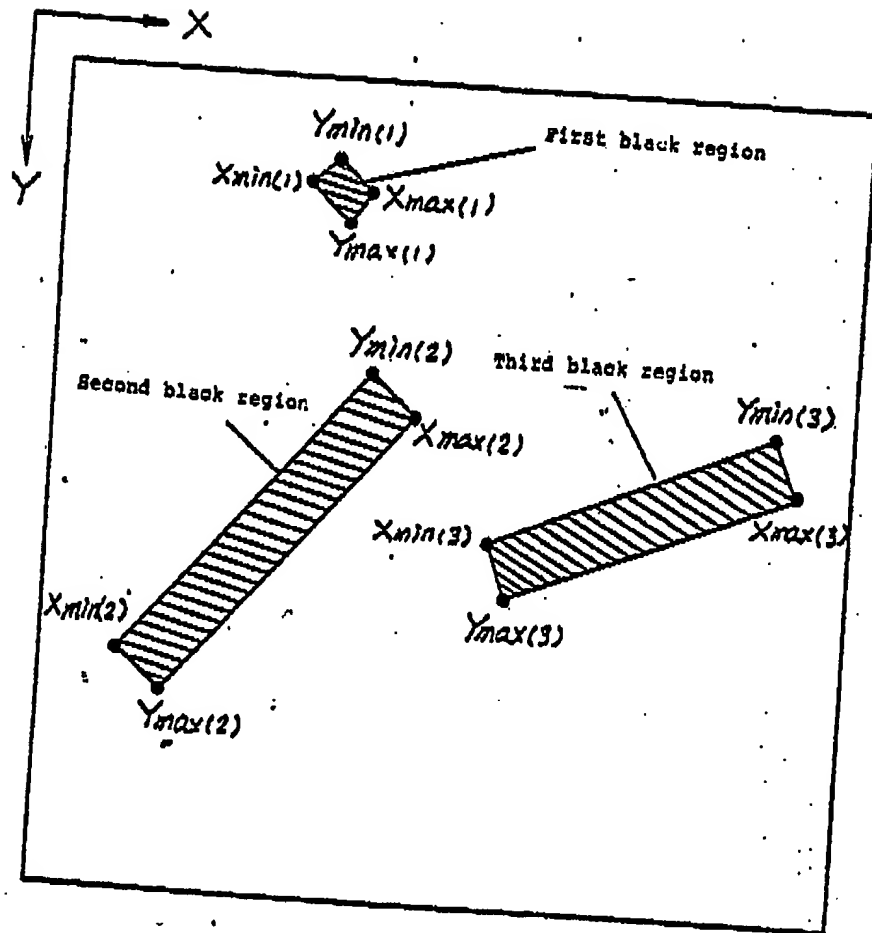 X
Y
Ymin(1)
First black region
Xmin(1)
Xmax(1)
Ymax(1)
Ymin(2)
Third black region
Second black region
Xmax(2)
Ymin(3)
Xmin(3)
Xmax(3)
Xmin(2)
Ymax(3)
Ymax(2)